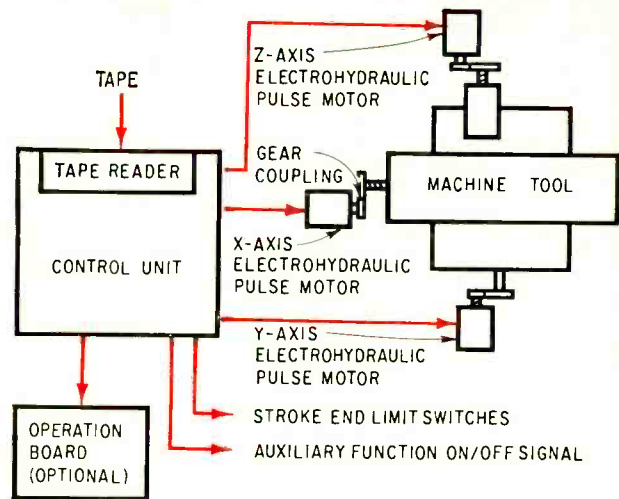 Z-AXIS
ELECTROHYDRAULIC
PULSE MOTOR
TAPE
TAPE READER
GEAR
COUPLING
MACHINE TOOL
CONTROL UNIT
X-AXIS
ELECTROHYDRAULIC
PULSE MOTOR
Y-AXIS
ELECTROHYDRAULIC
PULSE MOTOR
OPERATION
BOARD
(OPTIONAL)
STROKE END LIMIT SWITCHES
AUXILIARY FUNCTION ON/OFF SIGNAL